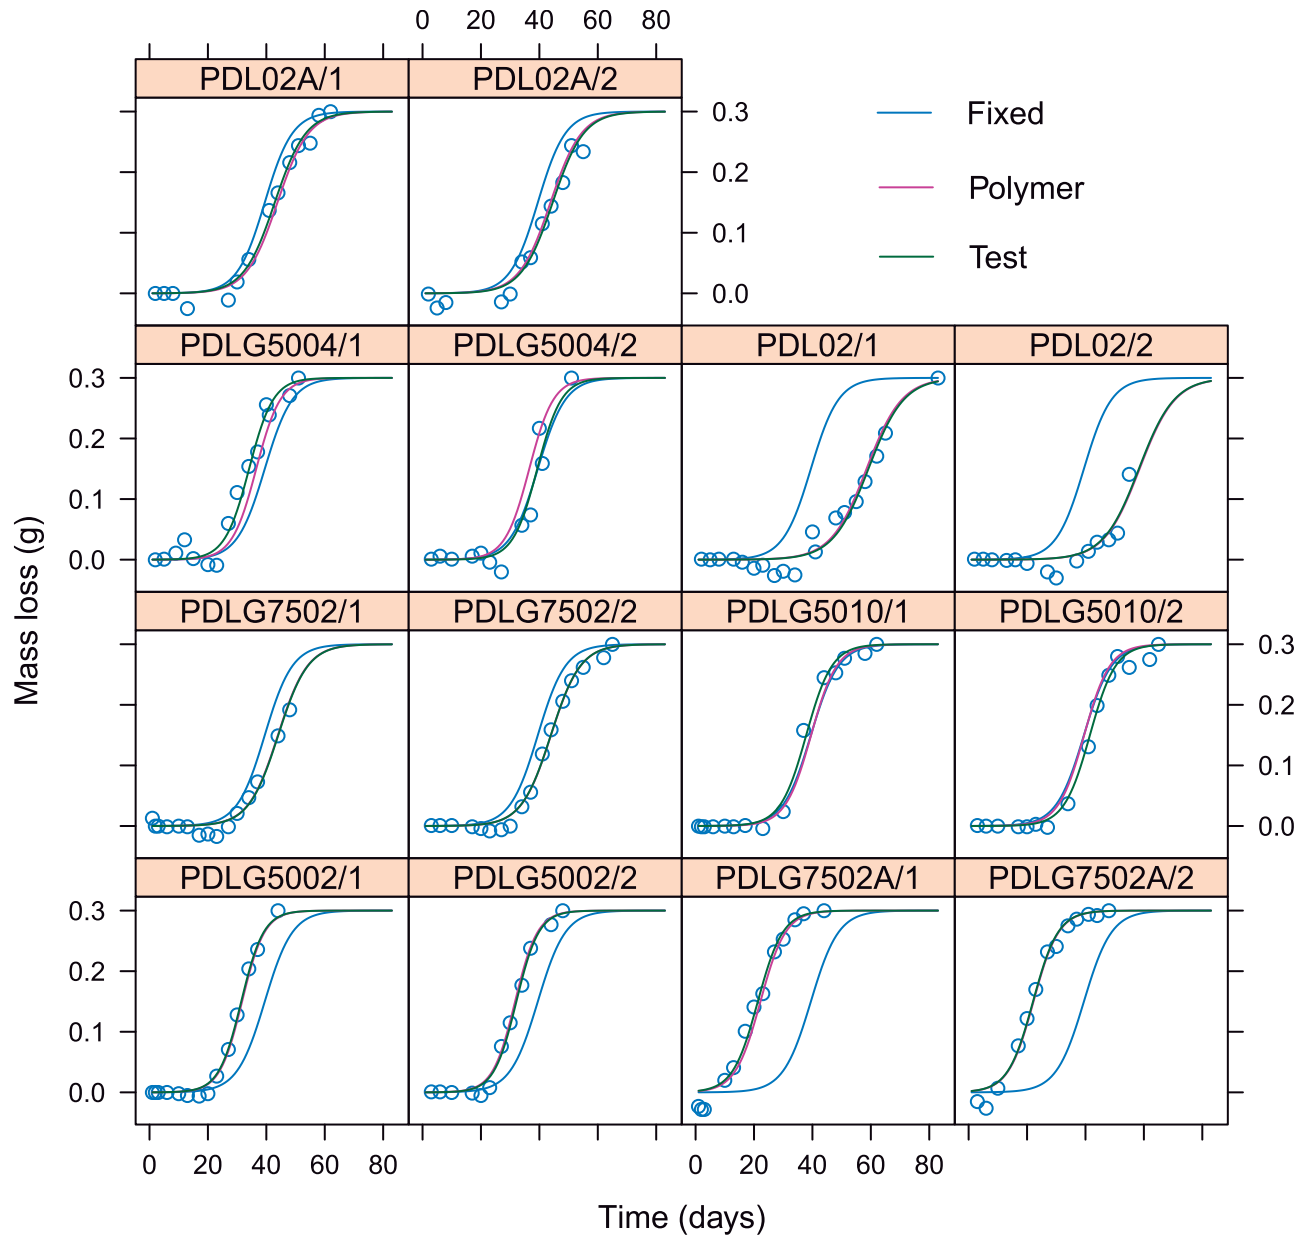 0 20 40 60 80
PDL02A/1 PDL02A/2
0.3
0.2
0.1
0.0
Fixed
Polymer
Test
PDLG5004/1 PDLG5004/2 PDL02/1 PDL02/2
0.3
0.2
0.1
0.0
PDLG7502/1 PDLG7502/2 PDLG5010/1 PDLG5010/2
0.3
0.2
0.1
0.0
PDLG5002/1 PDLG5002/2 PDLG7502A/1 PDLG7502A/2
0.3
0.2
0.1
0.0
0 20 40 60 80 0 20 40 60 80
Mass loss (g)
Time (days)